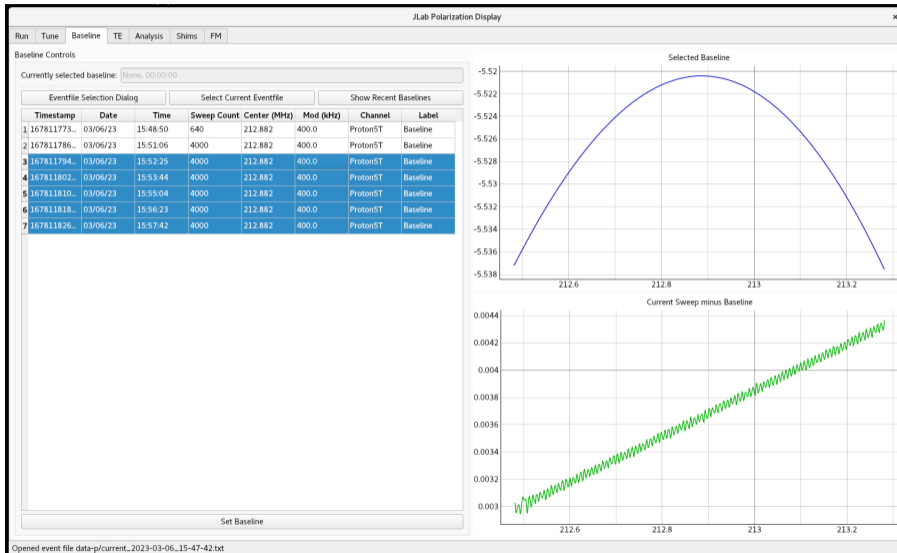 JLab Polarization Display ×
Run Tune Baseline TE Analysis Shims FM
Baseline Controls
Currently selected baseline: None, 00:00:00
Eventfile Selection Dialog Select Current Eventfile Show Recent Baselines
Timestamp Date Time Sweep Count Center (MHz) Mod (kHz) Channel Label
1 167811773... 03/06/23 15:48:50 640 212.882 400.0 Proton5T Baseline
2 167811786... 03/06/23 15:51:06 4000 212.882 400.0 Proton5T Baseline
3 167811794... 03/06/23 15:52:25 4000 212.882 400.0 Proton5T Baseline
4 167811802... 03/06/23 15:53:44 4000 212.882 400.0 Proton5T Baseline
5 167811810... 03/06/23 15:55:04 4000 212.882 400.0 Proton5T Baseline
6 167811818... 03/06/23 15:56:23 4000 212.882 400.0 Proton5T Baseline
7 167811826... 03/06/23 15:57:42 4000 212.882 400.0 Proton5T Baseline
Set Baseline
Selected Baseline
-5.52
-5.522
-5.524
-5.526
-5.528
-5.53
-5.532
-5.534
-5.536
-5.538
212.6 212.8 213 213.2
Current Sweep minus Baseline
0.0044
0.0042
0.004
0.0038
0.0036
0.0034
0.0032
0.003
212.6 212.8 213 213.2
Opened event file data-p/current_2023-03-06_15-47-42.txt